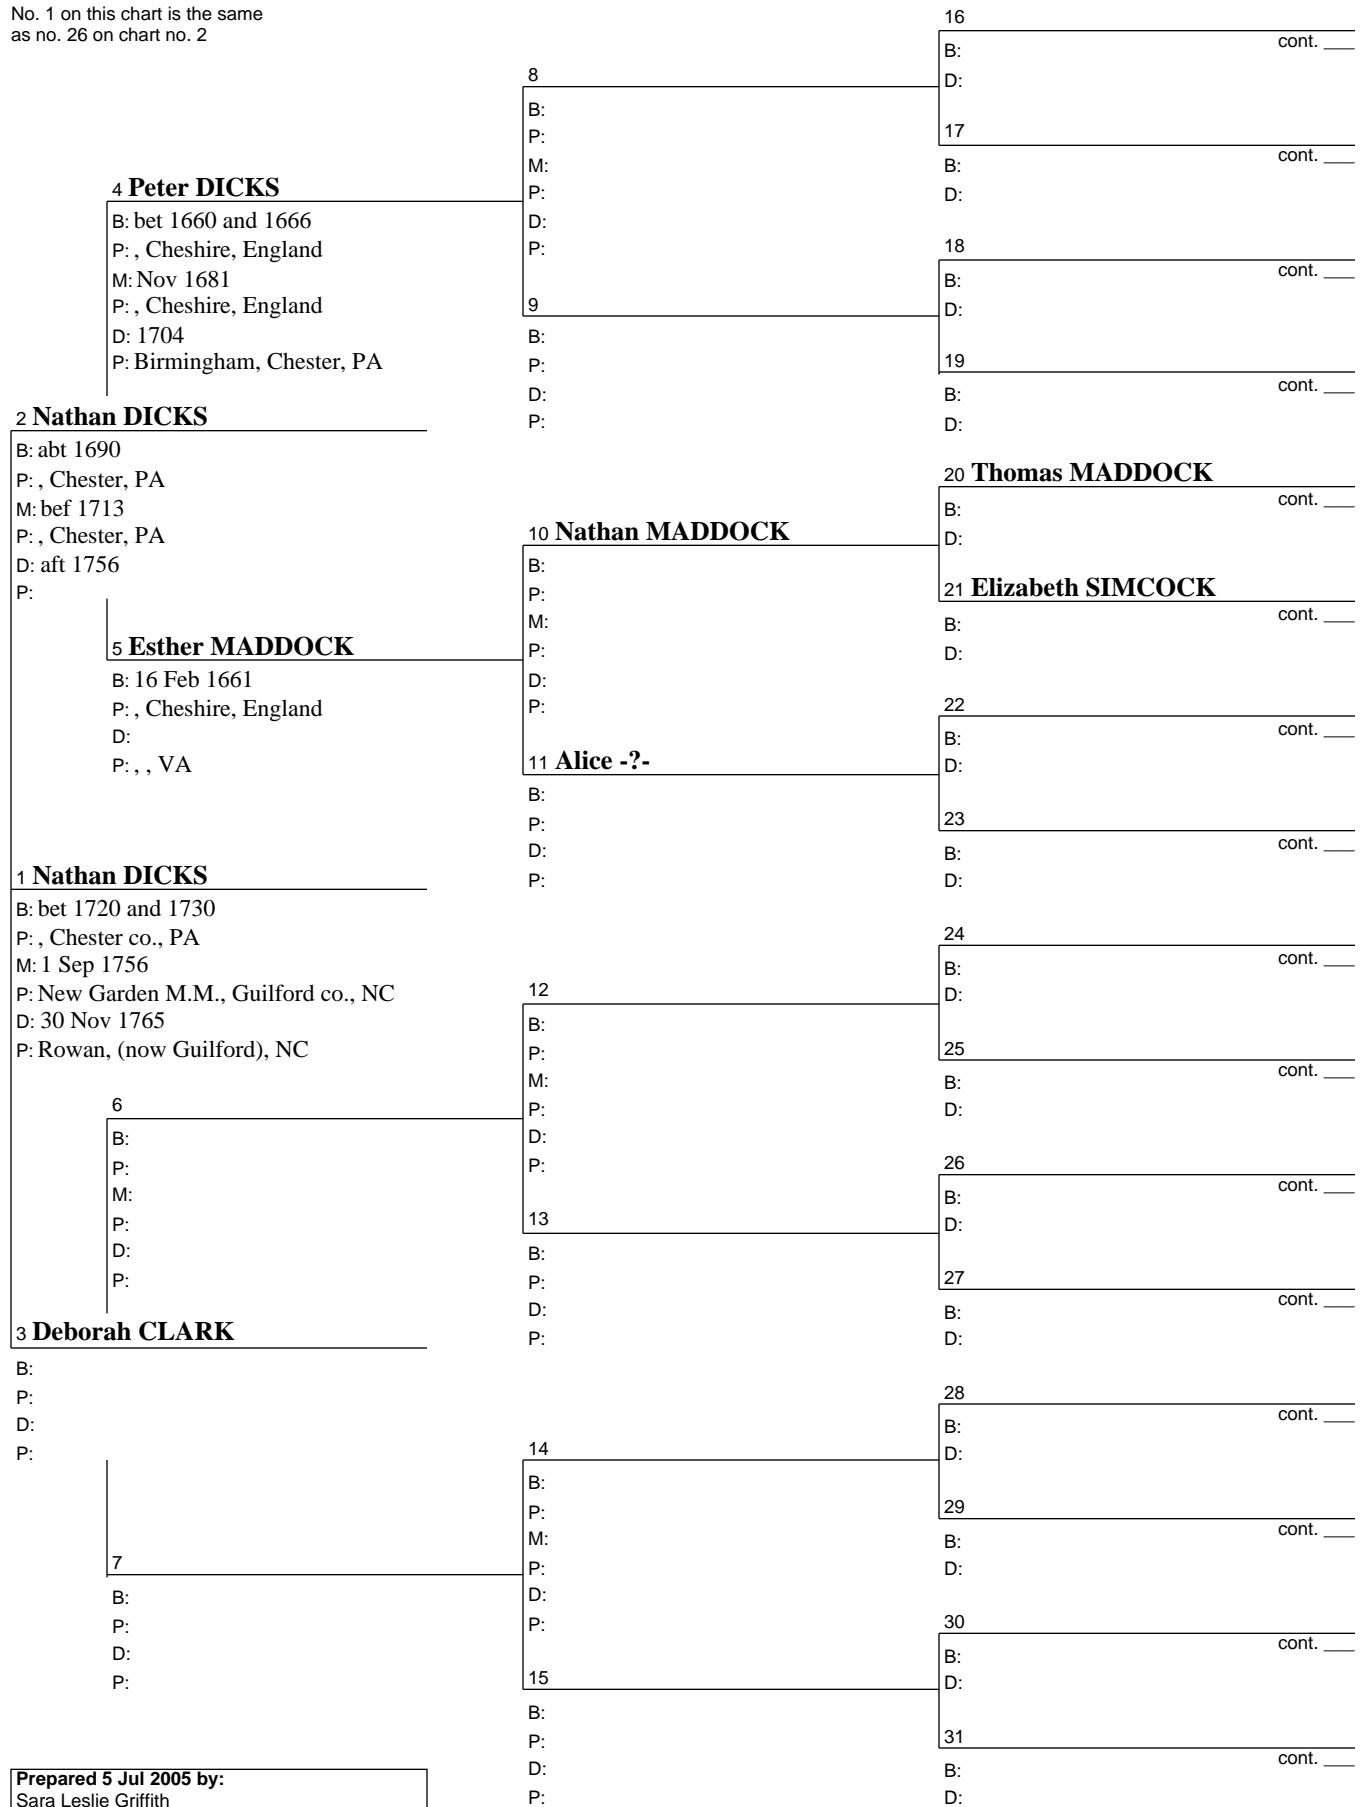 No. 1 on this chart is the same
as no. 26 on chart no. 2
4 Peter DICKS
B: bet 1660 and 1666
P: , Cheshire, England
M: Nov 1681
P: , Cheshire, England
D: 1704
P: Birmingham, Chester, PA
2 Nathan DICKS
B: abt 1690
P: , Chester, PA
M: bef 1713
P: , Chester, PA
D: aft 1756
P:
5 Esther MADDOCK
B: 16 Feb 1661
P: , Cheshire, England
D:
P: , , VA
1 Nathan DICKS
B: bet 1720 and 1730
P: , Chester co., PA
M: 1 Sep 1756
P: New Garden M.M., Guilford co., NC
D: 30 Nov 1765
P: Rowan, (now Guilford), NC
6
B:
P:
M:
P:
D:
P:
3 Deborah CLARK
B:
P:
D:
P:
7
B:
P:
D:
P:
Prepared 5 Jul 2005 by:
Sara Leslie Griffith
8
B:
P:
M:
P:
D:
P:
9
B:
P:
D:
P:
10 Nathan MADDOCK
B:
P:
M:
P:
D:
P:
11 Alice -?-
B:
P:
D:
P:
12
B:
P:
M:
P:
D:
P:
13
B:
P:
D:
P:
14
B:
P:
M:
P:
D:
P:
15
B:
P:
D:
P:
16
cont. ___
B:
D:
17
cont. ___
B:
D:
18
cont. ___
B:
D:
19
cont. ___
B:
D:
20 Thomas MADDOCK
cont. ___
B:
D:
21 Elizabeth SIMCOCK
cont. ___
B:
D:
22
cont. ___
B:
D:
23
cont. ___
B:
D:
24
cont. ___
B:
D:
25
cont. ___
B:
D:
26
cont. ___
B:
D:
27
cont. ___
B:
D:
28
cont. ___
B:
D:
29
cont. ___
B:
D:
30
cont. ___
B:
D:
31
cont. ___
B:
D: